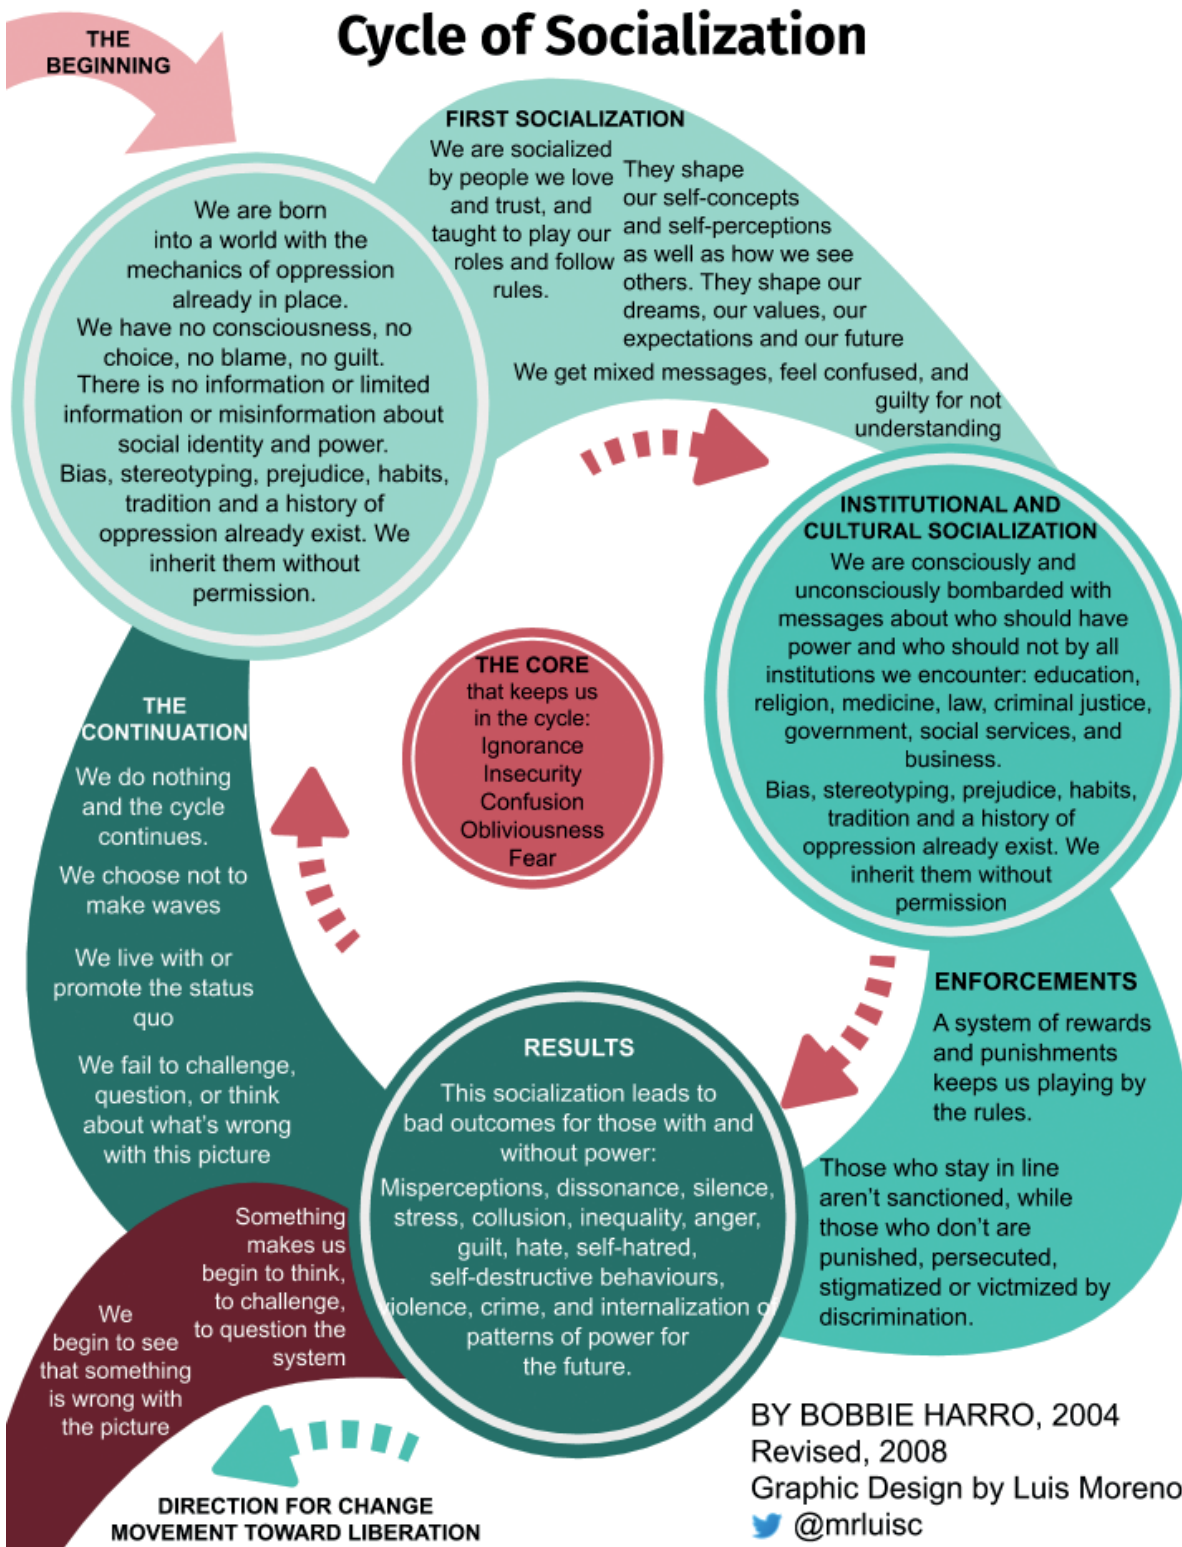 Cycle of Socialization
THE
BEGINNING
We are born
into a world with the
mechanics of oppression
already in place.
We have no consciousness, no
choice, no blame, no guilt.
There is no information or limited
information or misinformation about
social identity and power.
Bias, stereotyping, prejudice, habits,
tradition and a history of
oppression already exist. We
inherit them without
permission.
FIRST SOCIALIZATION
We are socialized
by people we love
and trust, and
taught to play our
roles and follow
rules.
They shape
our self-concepts
and self-perceptions
as well as how we see
others. They shape our
dreams, our values, our
expectations and our future
We get mixed messages, feel confused, and
guilty for not
understanding
INSTITUTIONAL AND
CULTURAL SOCIALIZATION
We are consciously and
unconsciously bombarded with
messages about who should have
power and who should not by all
institutions we encounter: education,
religion, medicine, law, criminal justice,
government, social services, and
business.
Bias, stereotyping, prejudice, habits,
tradition and a history of
oppression already exist. We
inherit them without
permission
ENFORCEMENTS
A system of rewards
and punishments
keeps us playing by
the rules.
Those who stay in line
aren't sanctioned, while
those who don't are
punished, persecuted,
stigmatized or victmized by
discrimination.
RESULTS
This socialization leads to
bad outcomes for those with and
without power:
Misperceptions, dissonance, silence,
stress, collusion, inequality, anger,
guilt, hate, self-hatred,
self-destructive behaviours,
violence, crime, and internalization of
patterns of power for
the future.
THE
CONTINUATION
We do nothing
and the cycle
continues.
We choose not to
make waves
We live with or
promote the status
quo
We fail to challenge,
question, or think
about what's wrong
with this picture
THE CORE
that keeps us
in the cycle:
Ignorance
Insecurity
Confusion
Obliviousness
Fear
Something
makes us
begin to think,
to challenge,
to question the
system
We
begin to see
that something
is wrong with
the picture
DIRECTION FOR CHANGE
MOVEMENT TOWARD LIBERATION
BY BOBBIE HARRO, 2004
Revised, 2008
Graphic Design by Luis Moreno
@mrluisc